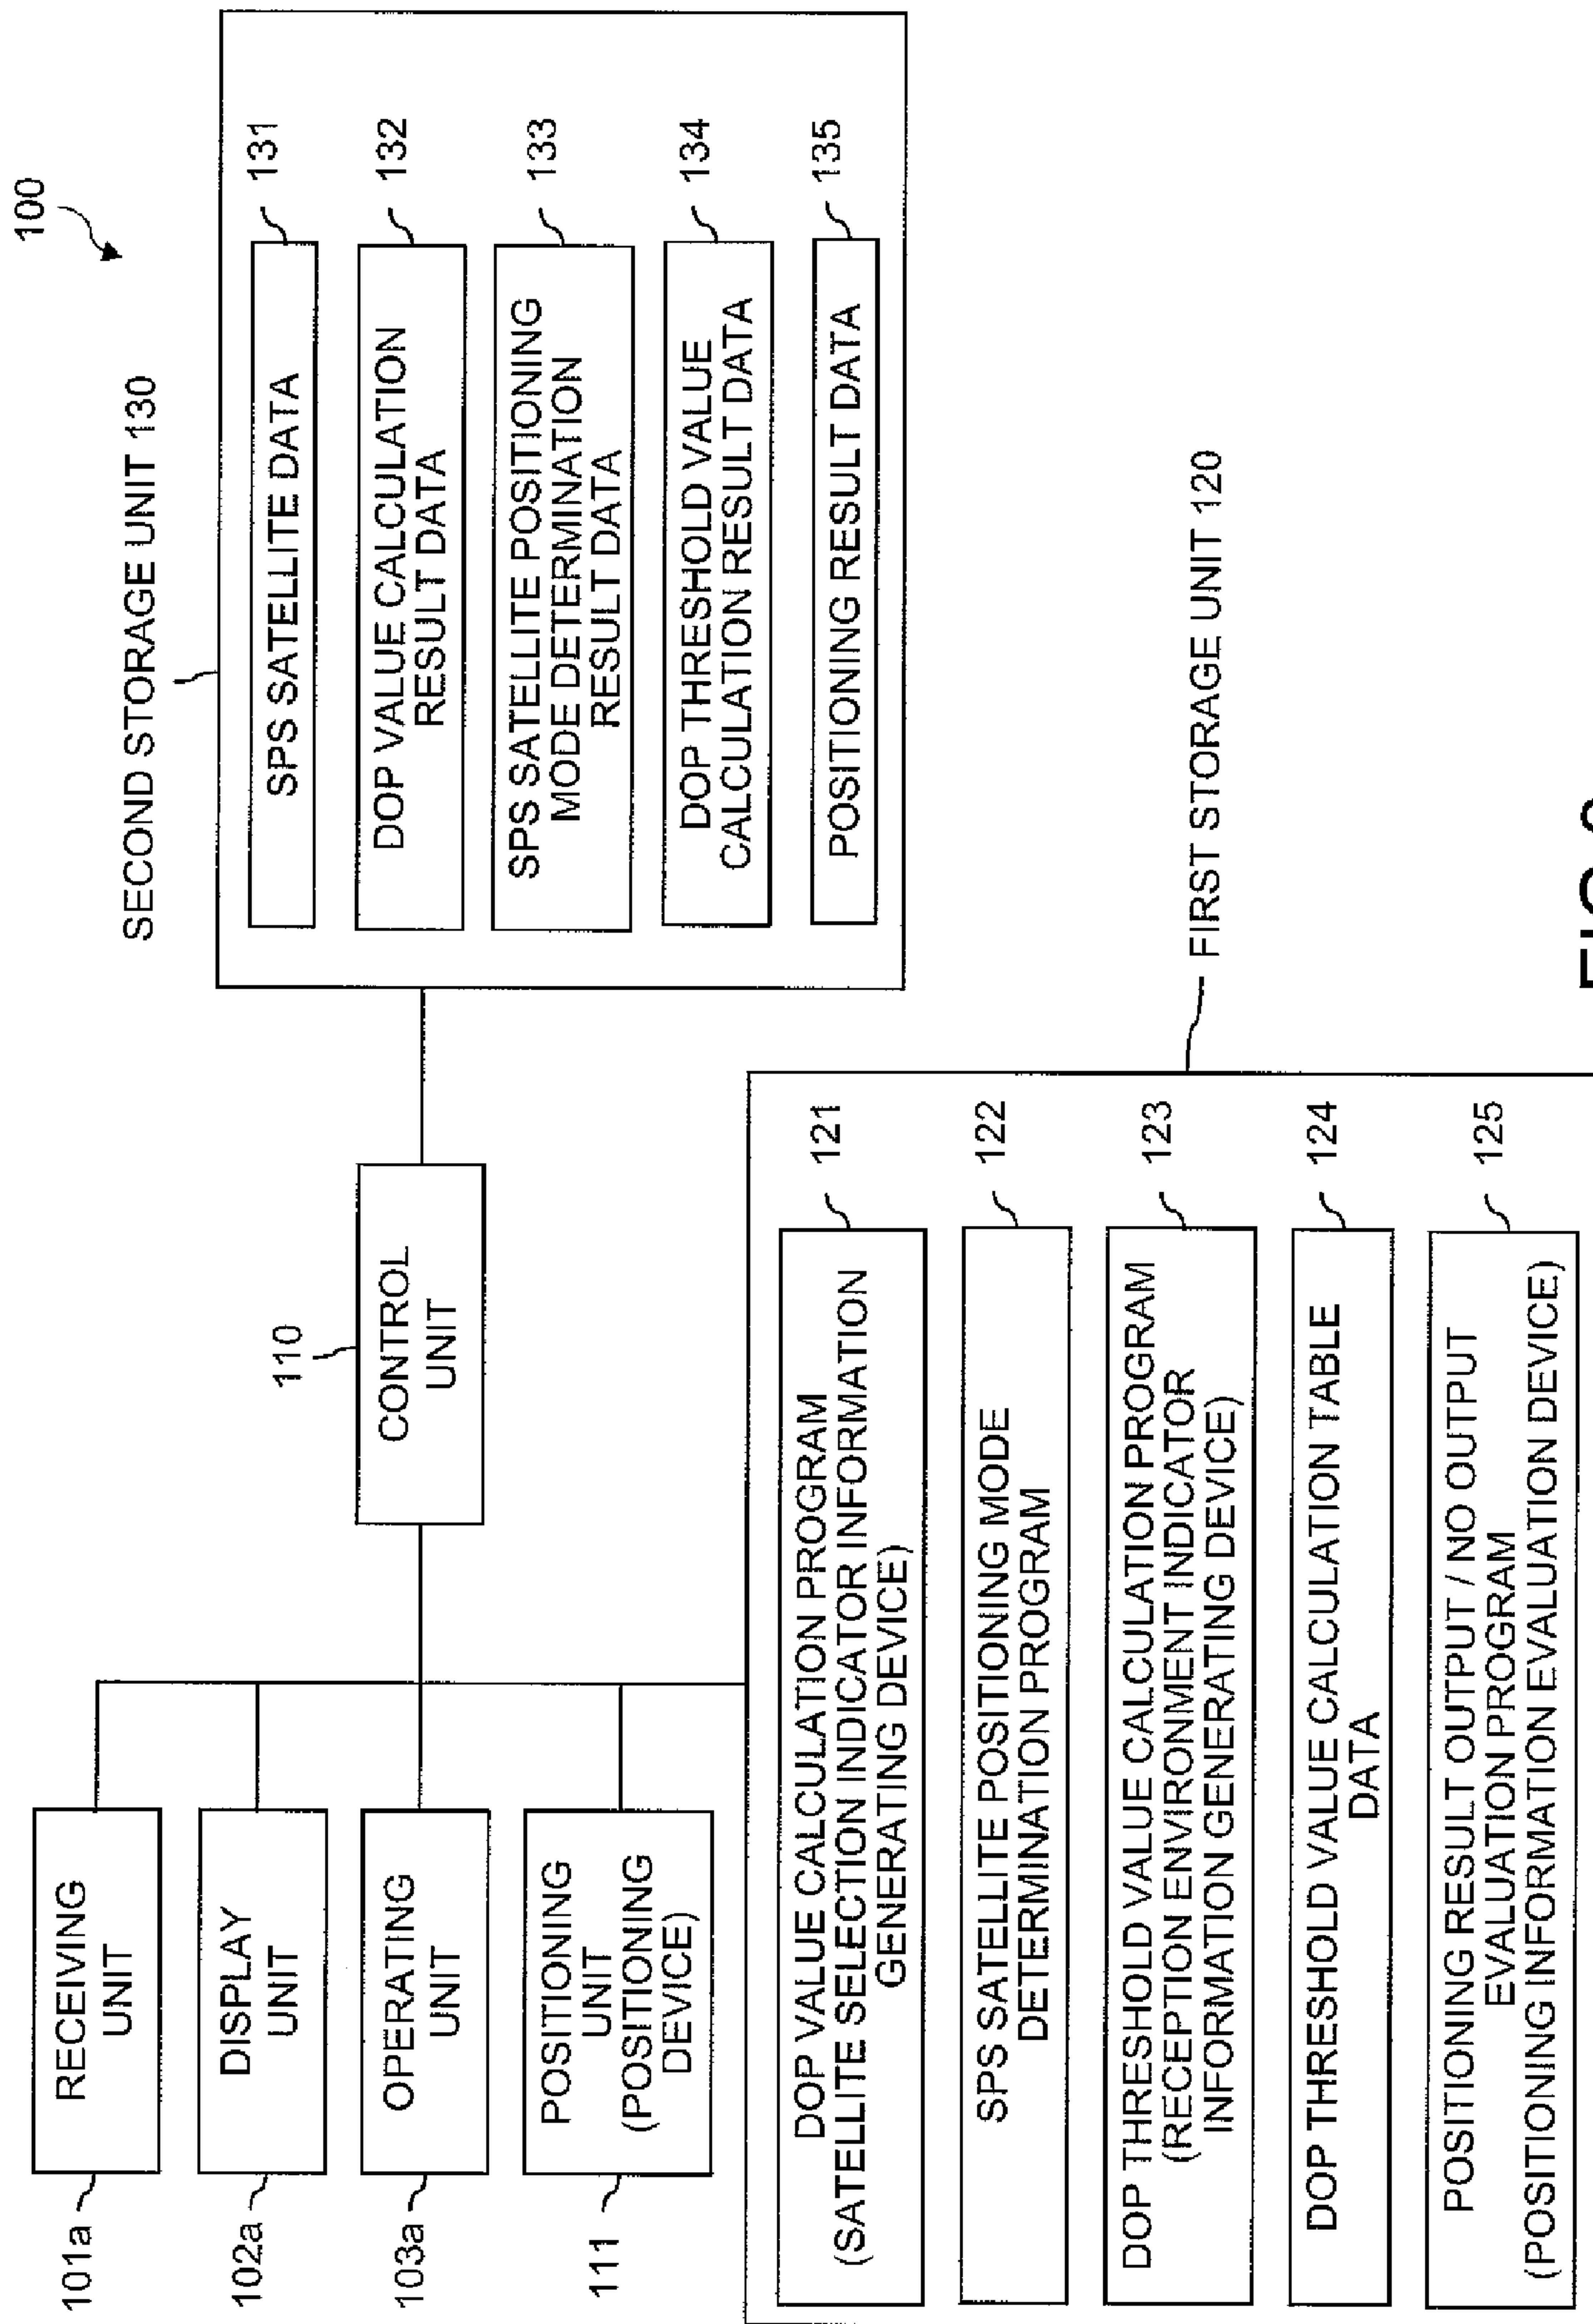 100
SECOND STORAGE UNIT 130
SPS SATELLITE DATA
131
DOP VALUE CALCULATION
RESULT DATA
132
SPS SATELLITE POSITIONING
MODE DETERMINATION
RESULT DATA
133
DOP THRESHOLD VALUE
CALCULATION RESULT DATA
134
POSITIONING RESULT DATA
135
110
CONTROL
UNIT
101a
RECEIVING
UNIT
102a
DISPLAY
UNIT
103a
OPERATING
UNIT
111
POSITIONING
UNIT
(POSITIONING
DEVICE)
FIRST STORAGE UNIT 120
DOP VALUE CALCULATION PROGRAM
(SATELLITE SELECTION INDICATOR INFORMATION
GENERATING DEVICE)
121
SPS SATELLITE POSITIONING MODE
DETERMINATION PROGRAM
122
DOP THRESHOLD VALUE CALCULATION PROGRAM
(RECEPTION ENVIRONMENT INDICATOR
INFORMATION GENERATING DEVICE)
123
DOP THRESHOLD VALUE CALCULATION TABLE
DATA
124
POSITIONING RESULT OUTPUT / NO OUTPUT
EVALUATION PROGRAM
(POSITIONING INFORMATION EVALUATION DEVICE)
125
FIG.